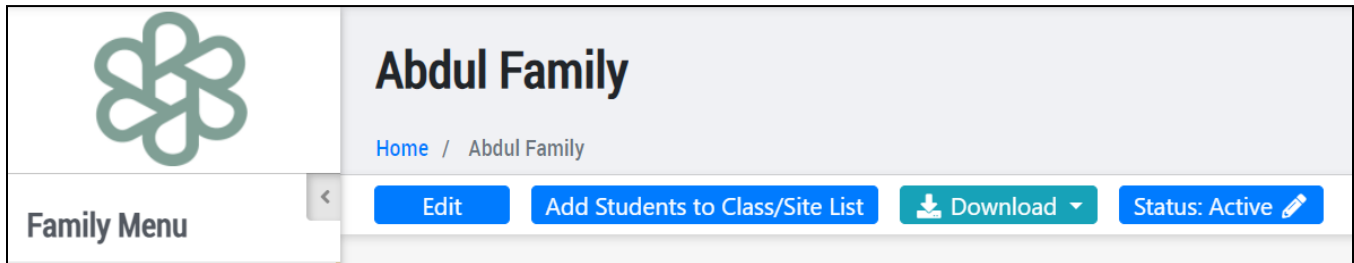 Abdul Family
Home / Abdul Family
Family Menu
Edit Add Students to Class/Site List Download Status: Active